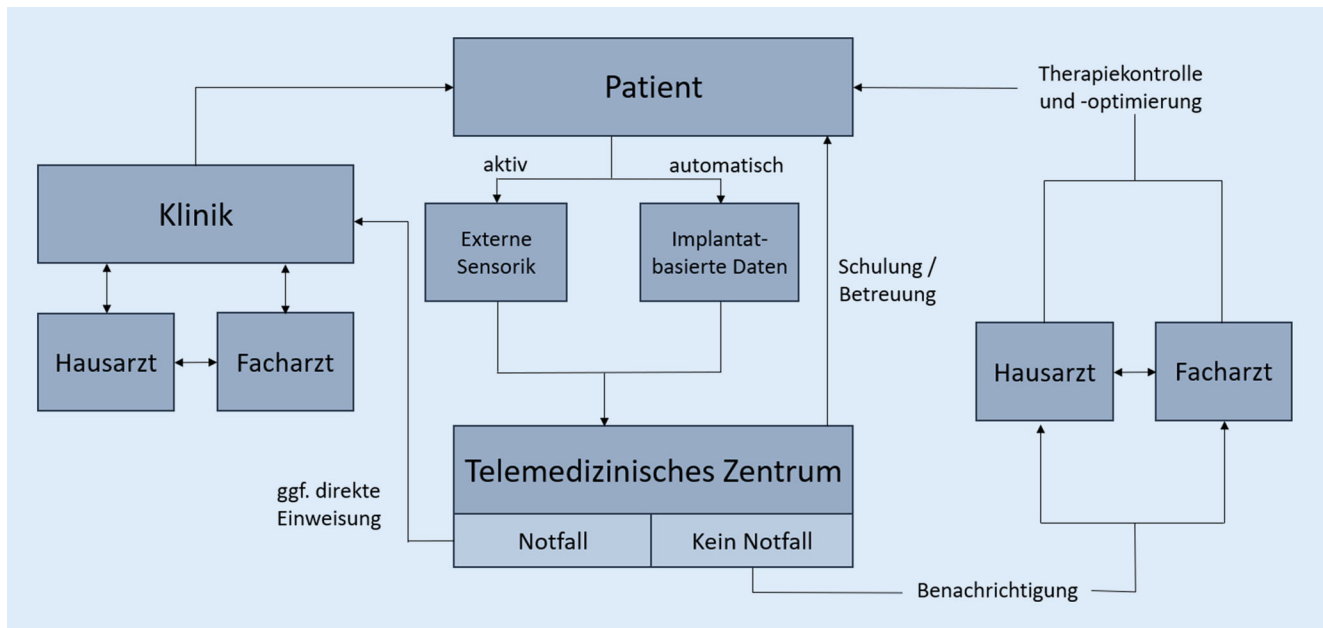 Patient
Therapiekontrolle
und -optimierung
aktiv
automatisch
Klinik
Externe
Sensorik
Implantat-
basierte Daten
Schulung /
Betreuung
Hausarzt
Facharzt
Hausarzt
Facharzt
Telemedizinisches Zentrum
ggf. direkte
Einweisung
Notfall
Kein Notfall
Benachrichtigung